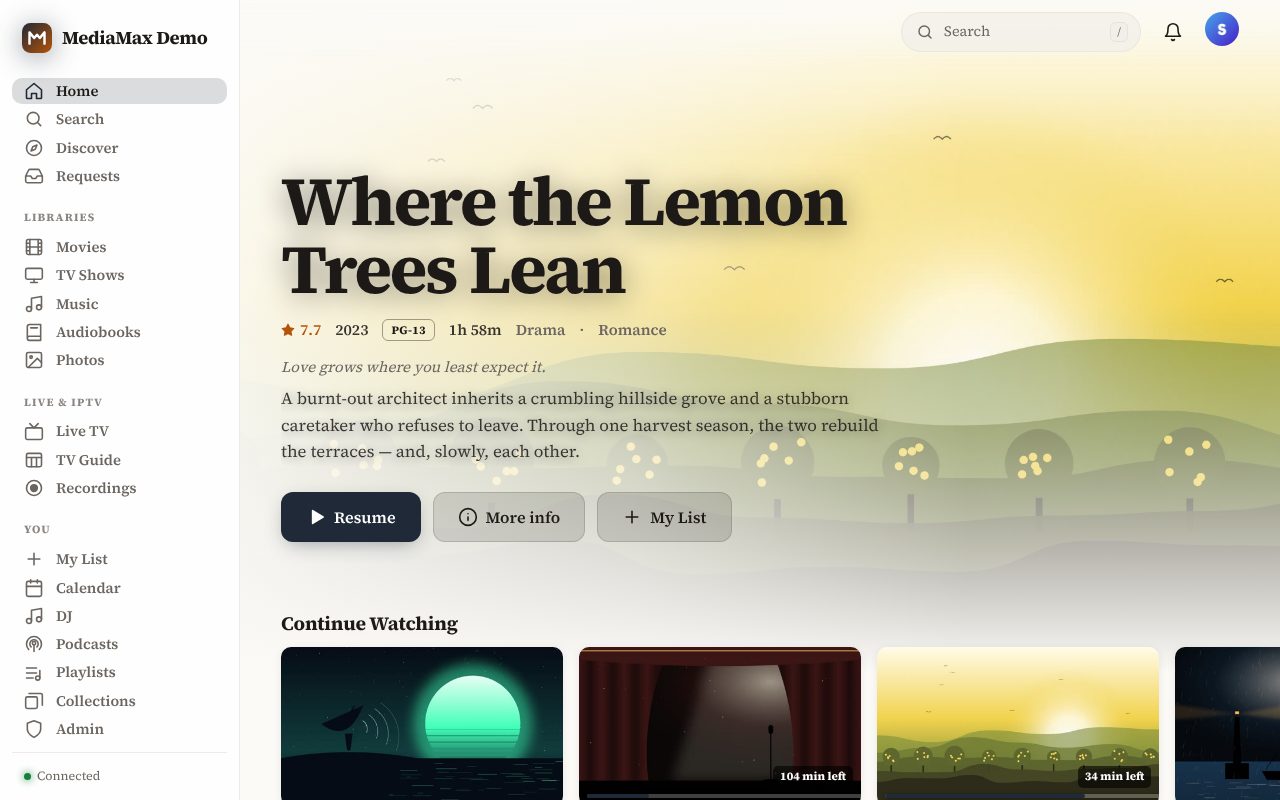 MediaMax Demo
Home
Search
Discover
Requests
LIBRARIES
Movies
TV Shows
Music
Audiobooks
Photos
LIVE & IPTV
Live TV
TV Guide
Recordings
YOU
My List
Calendar
DJ
Podcasts
Playlists
Collections
Admin
Connected
Search /
S
Where the Lemon
Trees Lean
7.7 2023 PG-13 1h 58m Drama · Romance
Love grows where you least expect it.
A burnt-out architect inherits a crumbling hillside grove and a stubborn
caretaker who refuses to leave. Through one harvest season, the two rebuild
the terraces — and, slowly, each other.
Resume More info My List
Continue Watching
104 min left
34 min left